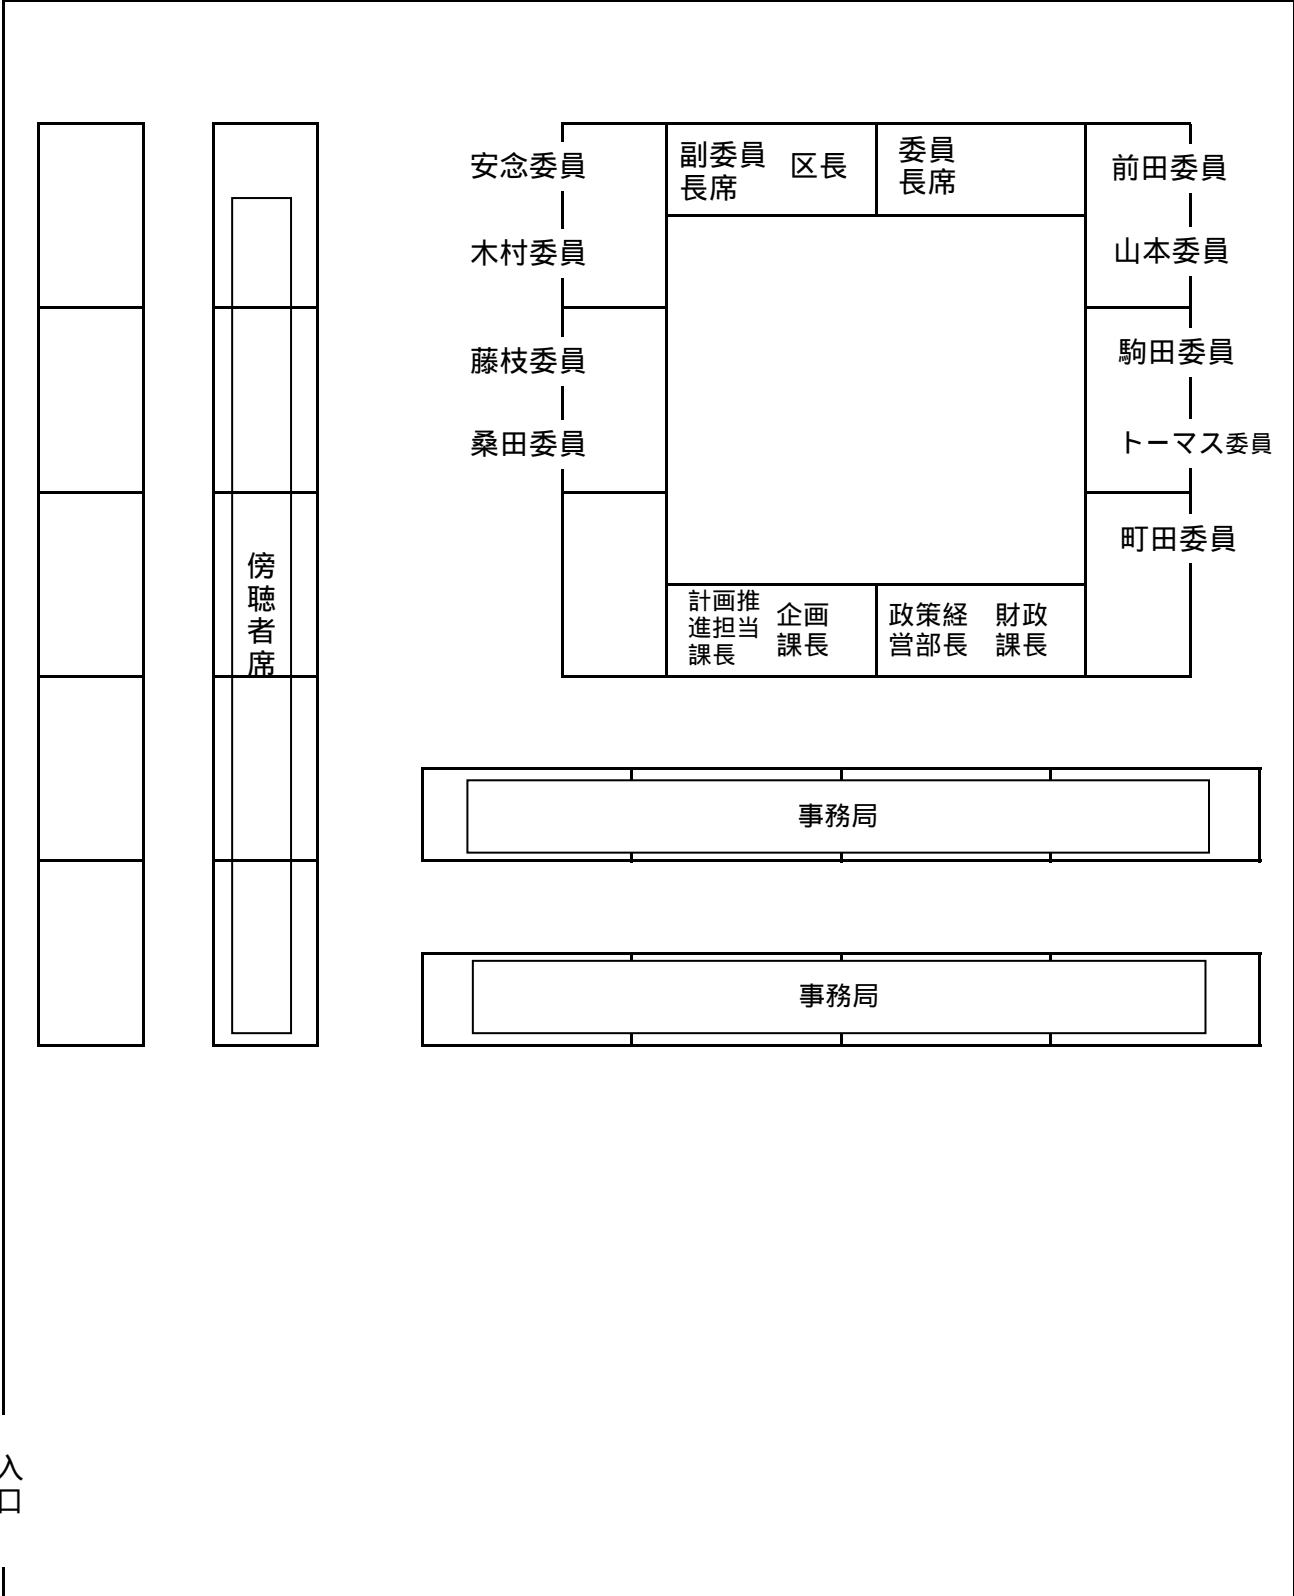 安念委員
副委員
長席
区長
委員
長席
前田委員
木村委員
山本委員
藤枝委員
駒田委員
桑田委員
トーマス委員
町田委員
傍聴者席
計画推
進担当
課長
企画
課長
政策経
営部長
財政
課長
事務局
事務局
入口